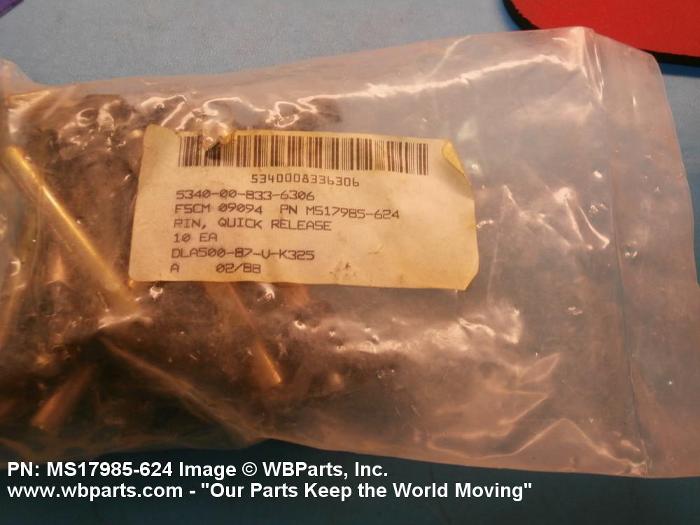 5340008336306
5340-00-833-6306
FSCM 09094 PN MS17985-624
PIN, QUICK RELEASE
10 EA
DLA500-87-V-K325
A 02/88
PN: MS17985-624 Image © WBParts, Inc.
www.wbparts.com - "Our Parts Keep the World Moving"